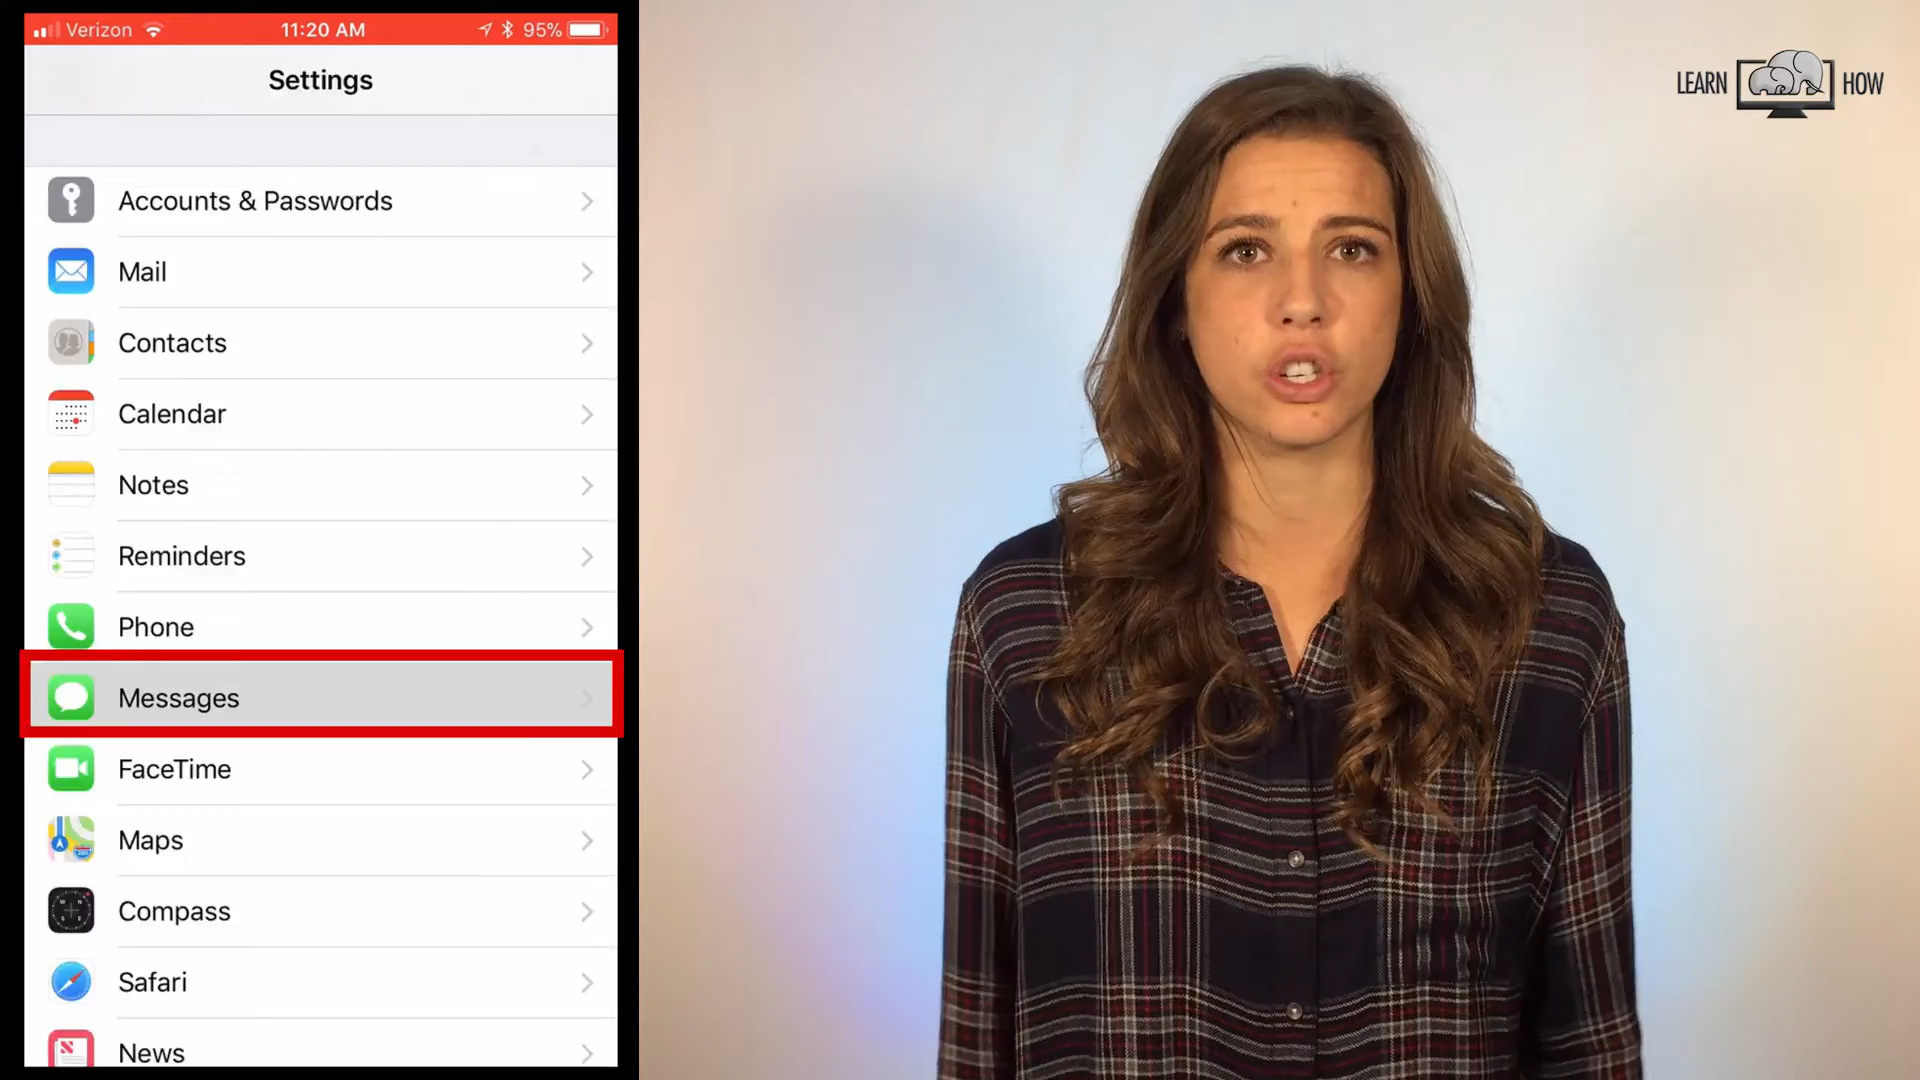 Verizon 11:20 AM 95%
Settings
Accounts & Passwords
Mail
Contacts
Calendar
Notes
Reminders
Phone
Messages
FaceTime
Maps
Compass
Safari
News
LEARN HOW